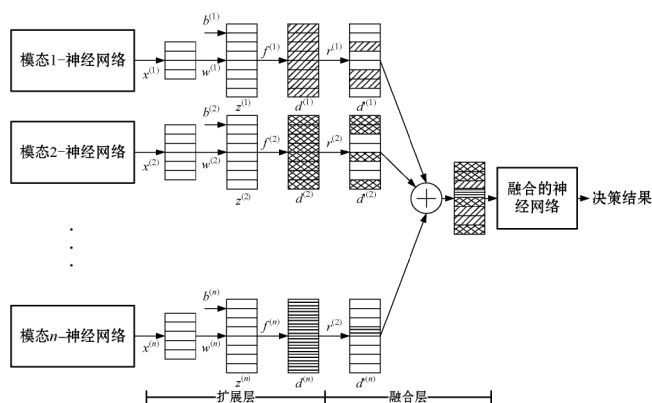 b(1)
模态1-神经网络
x(1)
w(1)
f(1)
r(1)
z(1)
d(1)
d'(1)
b(2)
模态2-神经网络
x(2)
w(2)
f(2)
r(2)
z(2)
d(2)
d'(2)
融合的神
经网络
决策结果
b(n)
模态n-神经网络
x(n)
w(n)
f(n)
r(2)
z(n)
d(n)
d'(n)
扩展层
融合层